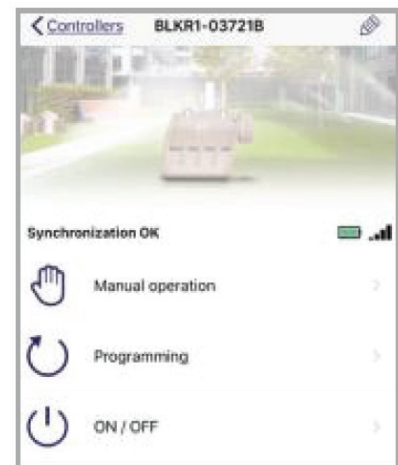 Controllers BLKR1-03721B
Synchronization OK
Manual operation
Programming
ON / OFF